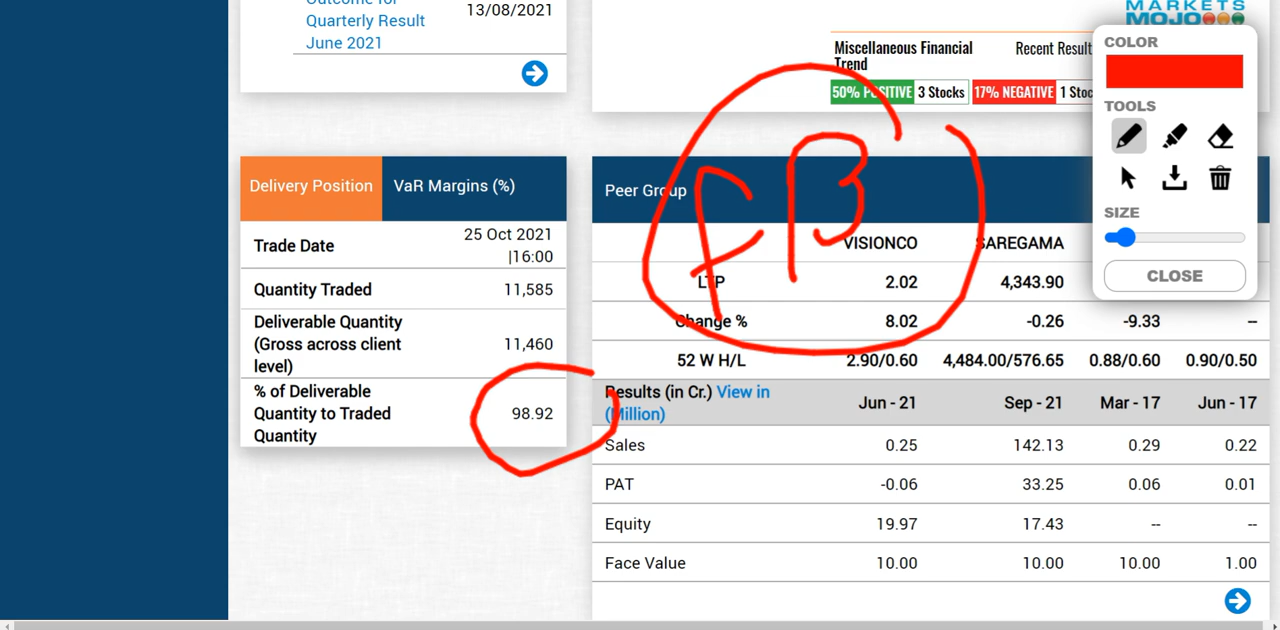 Outcome for
Quarterly Result
June 2021
13/08/2021
MARKETS
MOJO
Miscellaneous Financial
Trend
Recent Result
50% POSITIVE 3 Stocks 17% NEGATIVE 1 Stoc
COLOR
TOOLS
SIZE
CLOSE
Delivery Position VaR Margins (%)
Trade Date 25 Oct 2021
|16:00
Quantity Traded 11,585
Deliverable Quantity
(Gross across client
level) 11,460
% of Deliverable
Quantity to Traded
Quantity 98.92
Peer Group
VISIONCO SAREGAMA
LTP 2.02 4,343.90
Change % 8.02 -0.26 -9.33 --
52 W H/L 2.90/0.60 4,484.00/576.65 0.88/0.60 0.90/0.50
Results (in Cr.) View in
(Million) Jun - 21 Sep - 21 Mar - 17 Jun - 17
Sales 0.25 142.13 0.29 0.22
PAT -0.06 33.25 0.06 0.01
Equity 19.97 17.43 -- --
Face Value 10.00 10.00 10.00 1.00